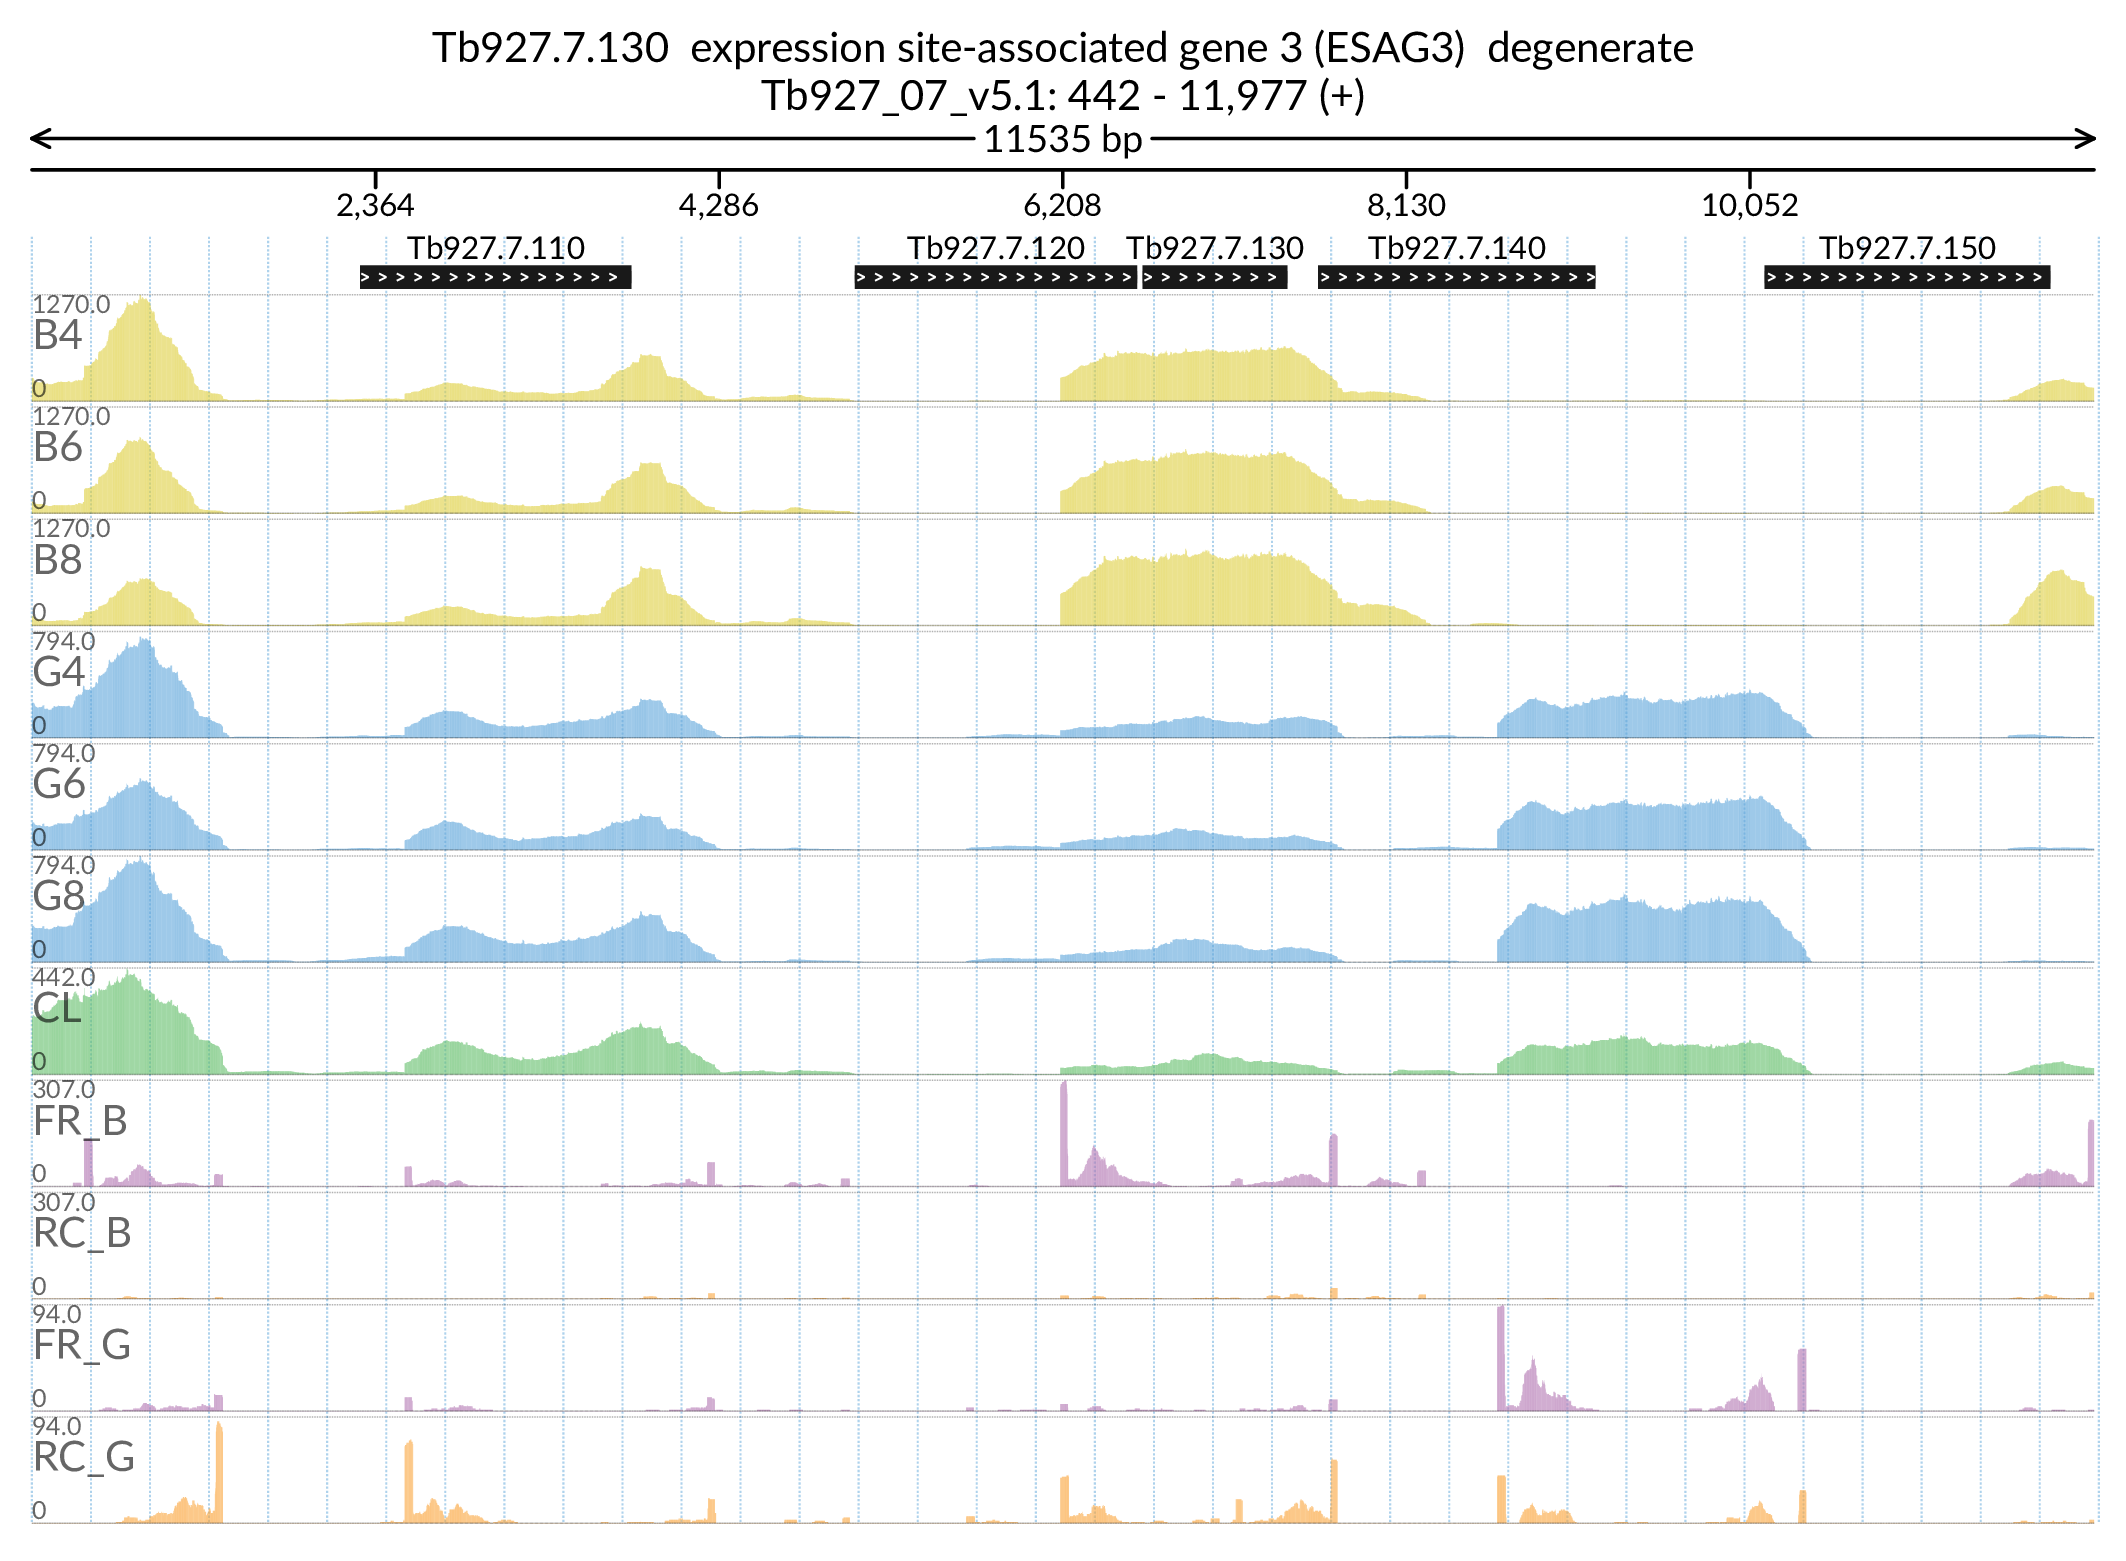 Tb927.7.130  expression site-associated gene 3 (ESAG3)  degenerate
Tb927_07_v5.1: 442 - 11,977 (+)
11535 bp
2,364 4,286 6,208 8,130 10,052
Tb927.7.110 Tb927.7.120 Tb927.7.130 Tb927.7.140 Tb927.7.150
1270.0
B4
0
1270.0
B6
0
1270.0
B8
0
794.0
G4
0
794.0
G6
0
794.0
G8
0
442.0
CL
0
307.0
FR_B
0
307.0
RC_B
0
94.0
FR_G
0
94.0
RC_G
0